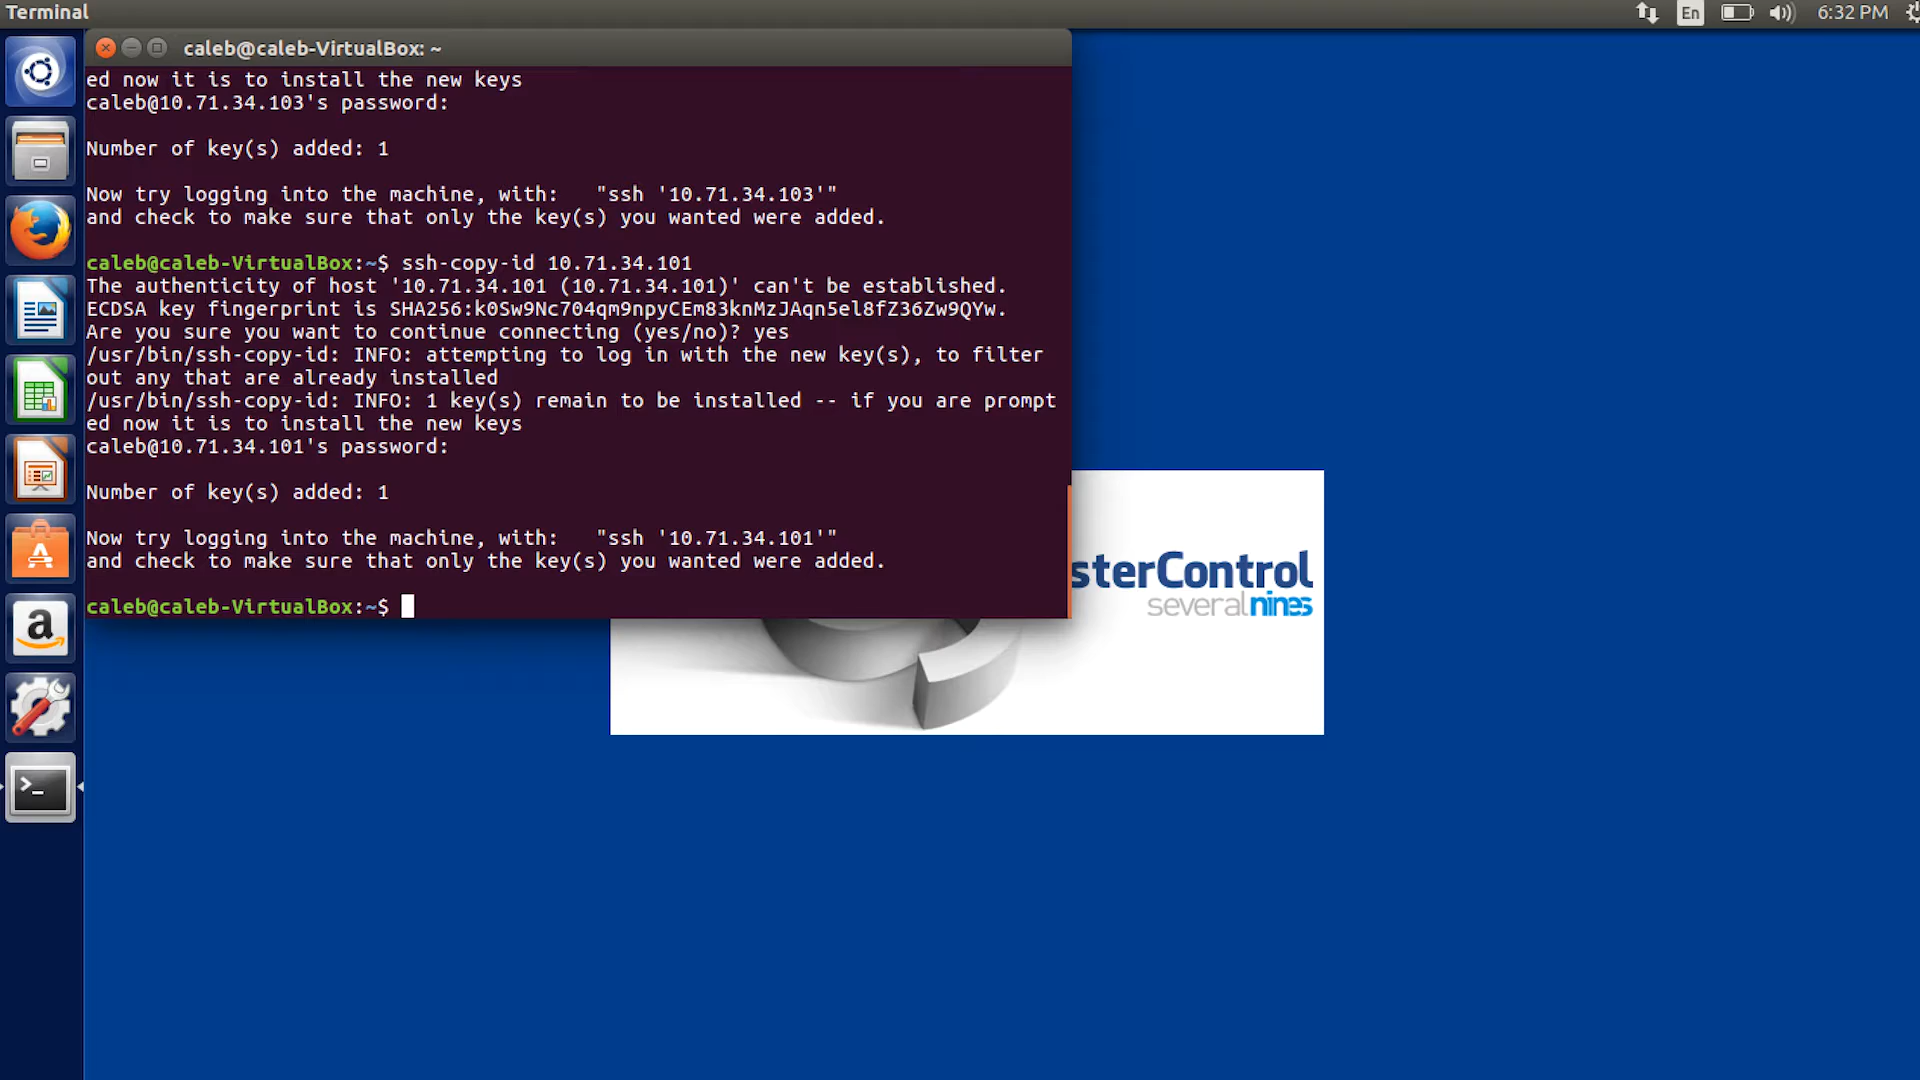 Terminal
En
6:32 PM
caleb@caleb-VirtualBox: ~
ed now it is to install the new keys
caleb@10.71.34.103's password:
Number of key(s) added: 1
Now try logging into the machine, with:   "ssh '10.71.34.103'"
and check to make sure that only the key(s) you wanted were added.
caleb@caleb-VirtualBox:~$ ssh-copy-id 10.71.34.101
The authenticity of host '10.71.34.101 (10.71.34.101)' can't be established.
ECDSA key fingerprint is SHA256:k0Sw9Nc704qm9npyCEm83knMzJAqn5el8fZ36Zw9QYw.
Are you sure you want to continue connecting (yes/no)? yes
/usr/bin/ssh-copy-id: INFO: attempting to log in with the new key(s), to filter
out any that are already installed
/usr/bin/ssh-copy-id: INFO: 1 key(s) remain to be installed -- if you are prompt
ed now it is to install the new keys
caleb@10.71.34.101's password:
Number of key(s) added: 1
Now try logging into the machine, with:   "ssh '10.71.34.101'"
and check to make sure that only the key(s) you wanted were added.
caleb@caleb-VirtualBox:~$
sterControl
severalnines